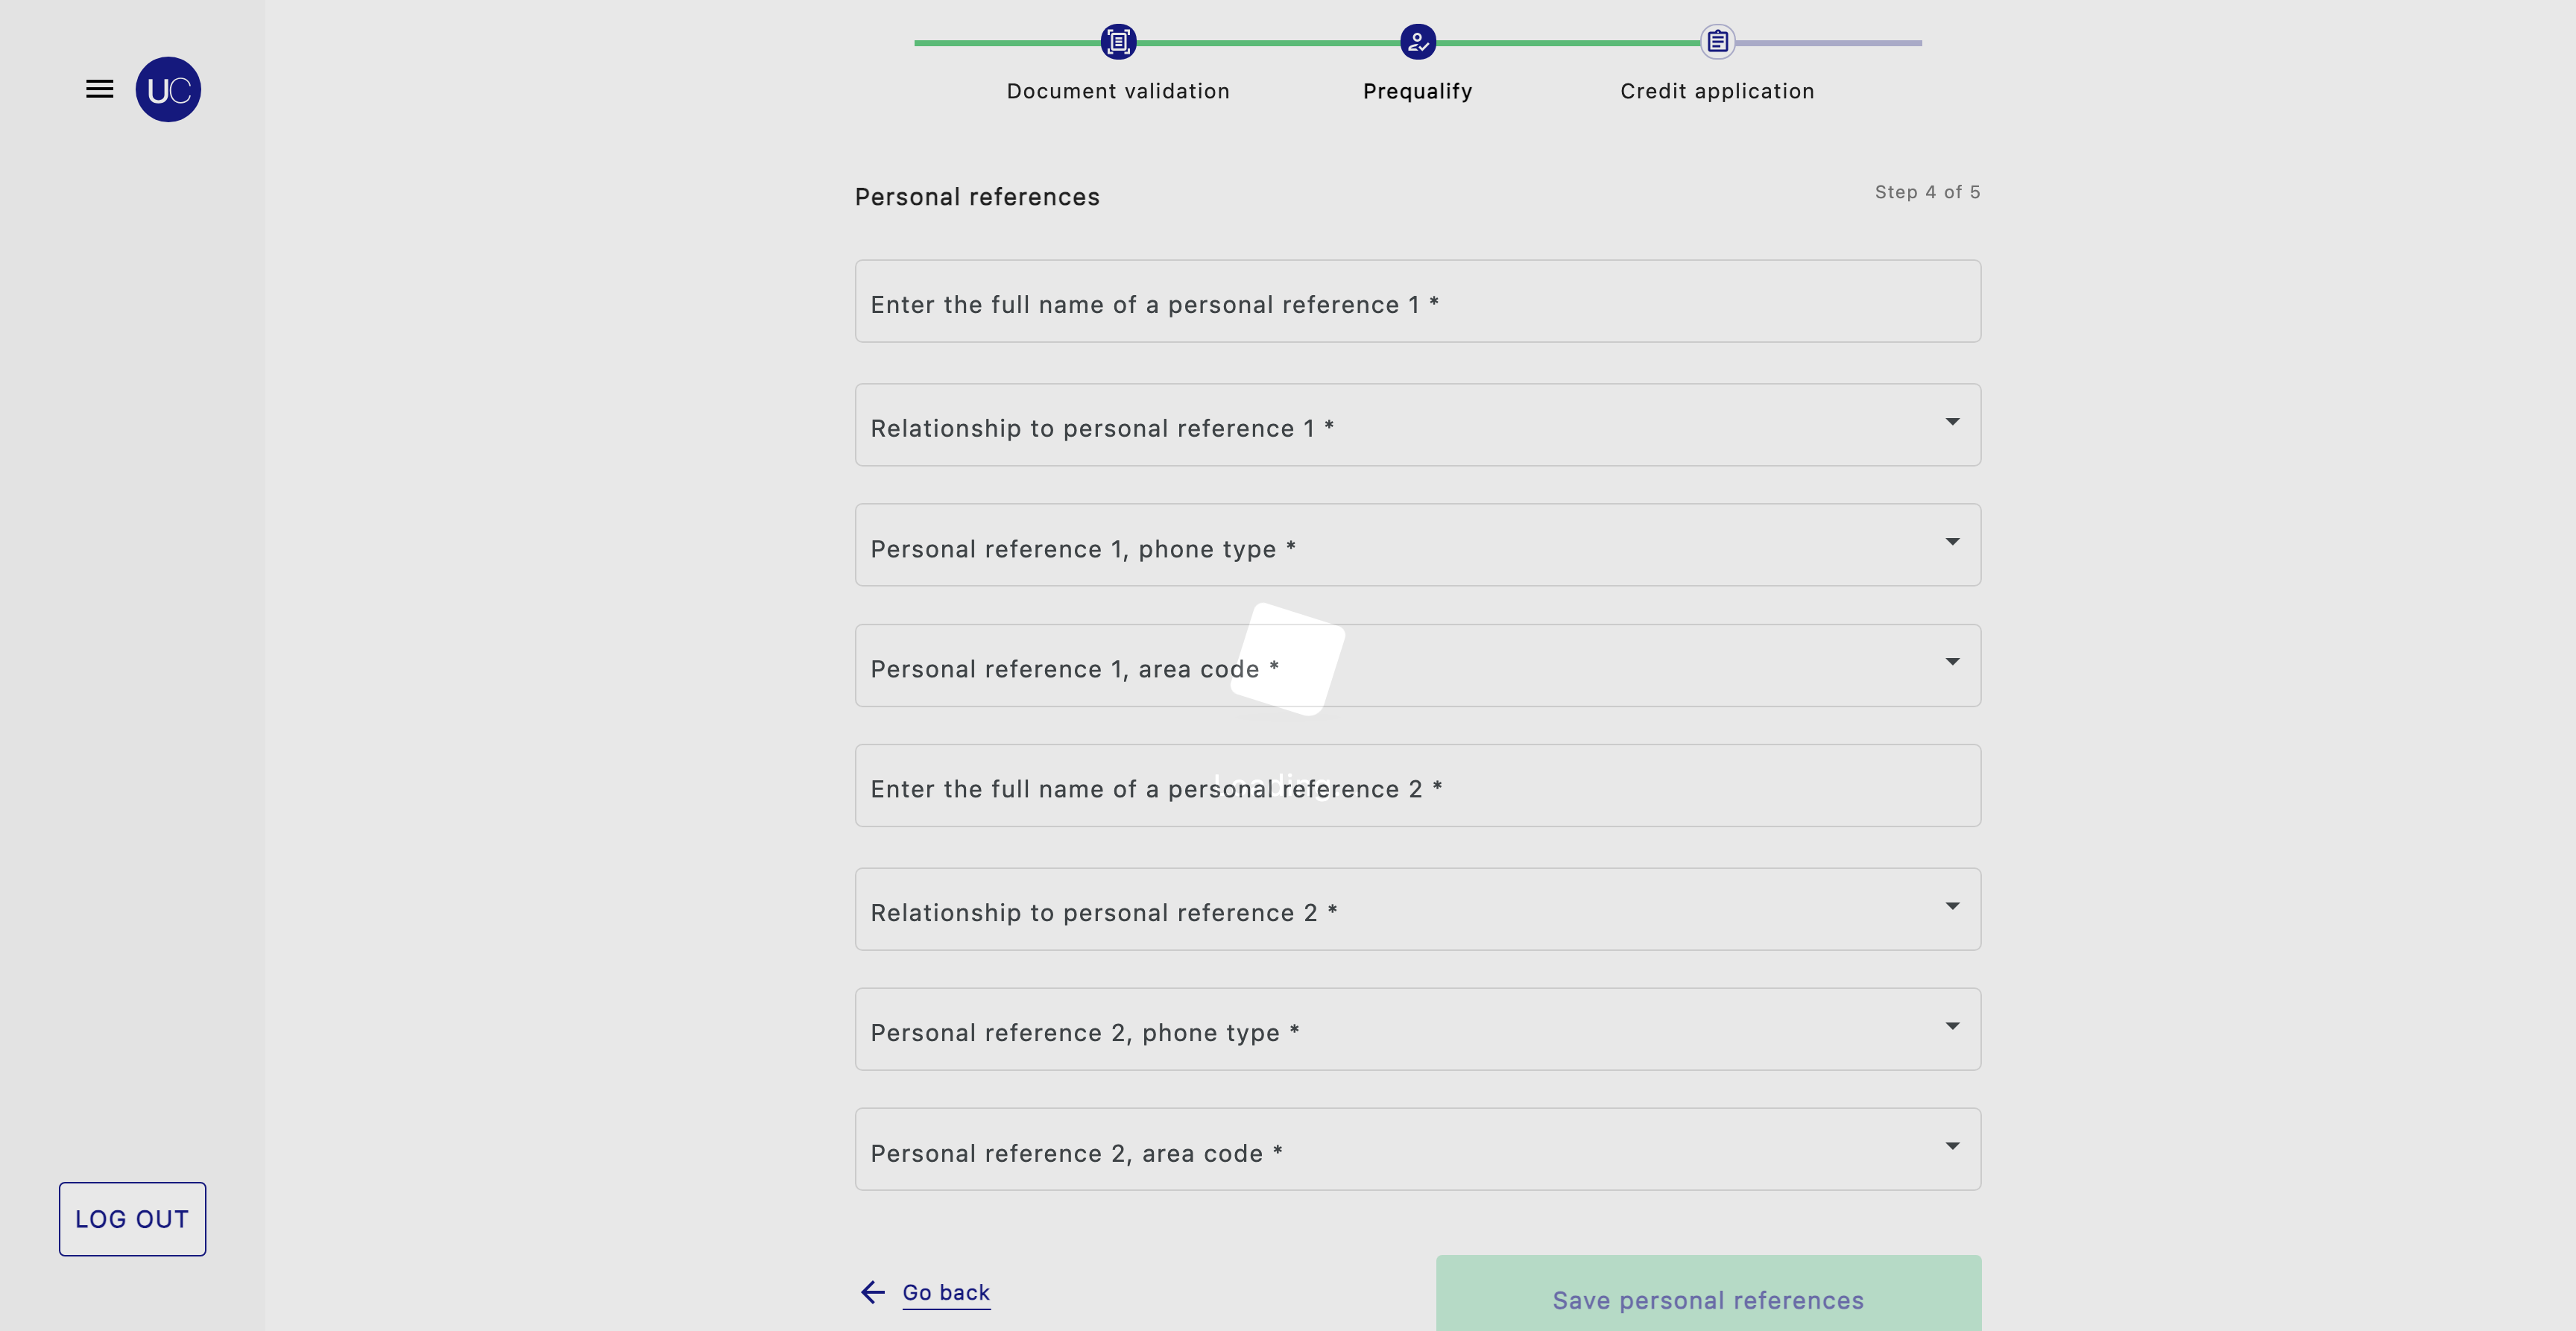 UC
Document validation
Prequalify
Credit application
Personal references
Step 4 of 5
Enter the full name of a personal reference 1 *
Relationship to personal reference 1 *
Personal reference 1, phone type *
Personal reference 1, area code *
Loading
Enter the full name of a personal reference 2 *
Relationship to personal reference 2 *
Personal reference 2, phone type *
Personal reference 2, area code *
LOG OUT
Go back
Save personal references